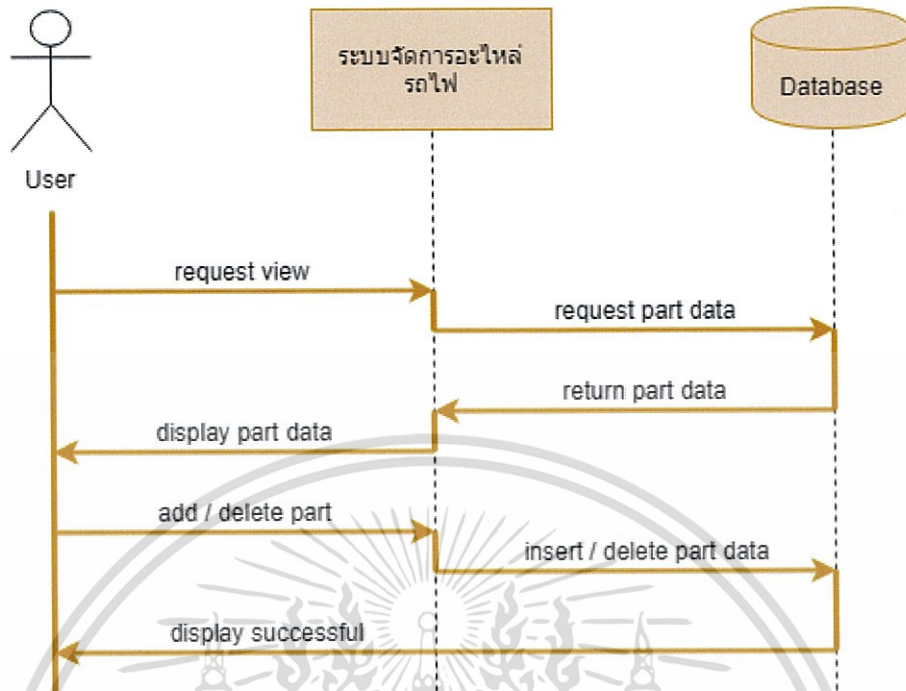 ระบบจัดการอะไหล่
รถไฟ
Database
User
request view
request part data
return part data
display part data
add / delete part
insert / delete part data
display successful